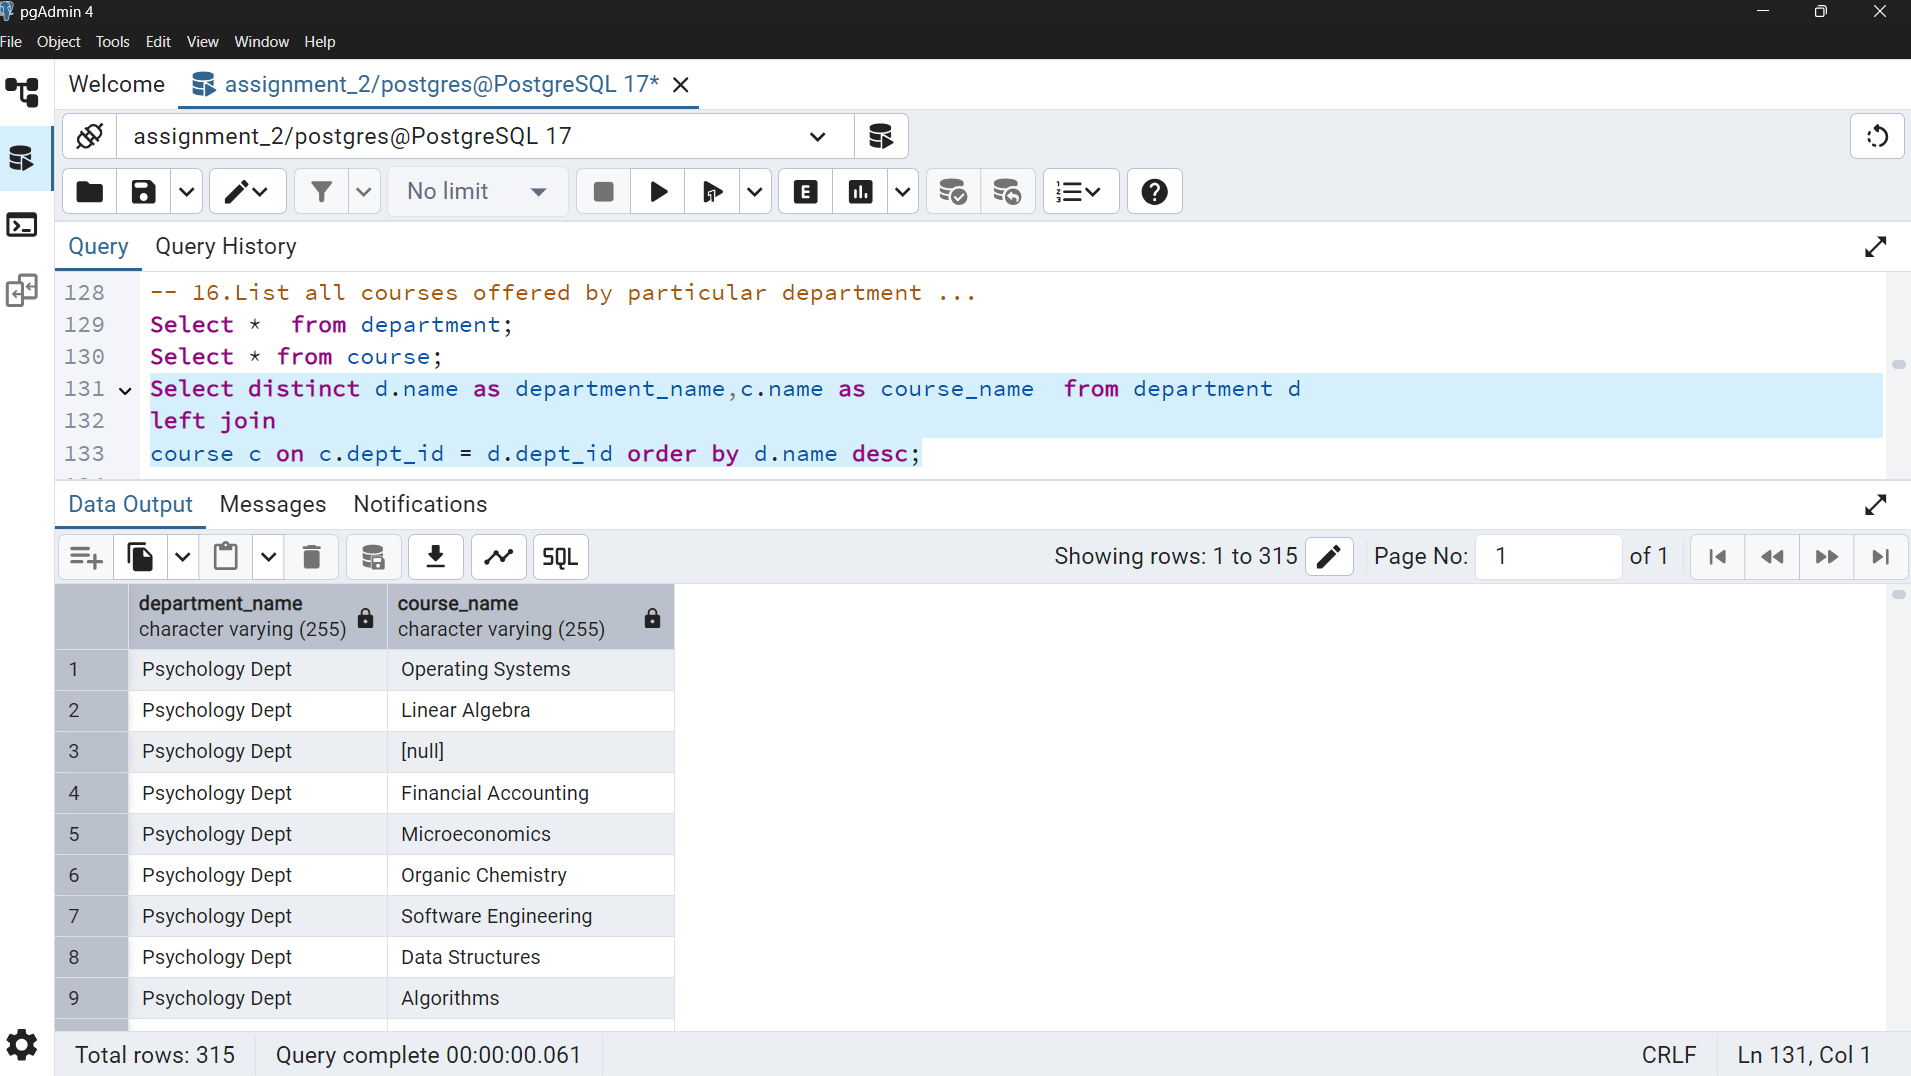 pgAdmin 4
File Object Tools Edit View Window Help
Welcome assignment_2/postgres@PostgreSQL 17*
assignment_2/postgres@PostgreSQL 17
No limit
E
Query Query History
128 -- 16.List all courses offered by particular department ...
129 Select *  from department;
130 Select * from course;
131 Select distinct d.name as department_name,c.name as course_name  from department d
132 left join
133 course c on c.dept_id = d.dept_id order by d.name desc;
Data Output Messages Notifications
SQL Showing rows: 1 to 315 Page No: 1 of 1
department_name course_name
character varying (255) character varying (255)
1 Psychology Dept Operating Systems
2 Psychology Dept Linear Algebra
3 Psychology Dept [null]
4 Psychology Dept Financial Accounting
5 Psychology Dept Microeconomics
6 Psychology Dept Organic Chemistry
7 Psychology Dept Software Engineering
8 Psychology Dept Data Structures
9 Psychology Dept Algorithms
Total rows: 315 Query complete 00:00:00.061 CRLF Ln 131, Col 1